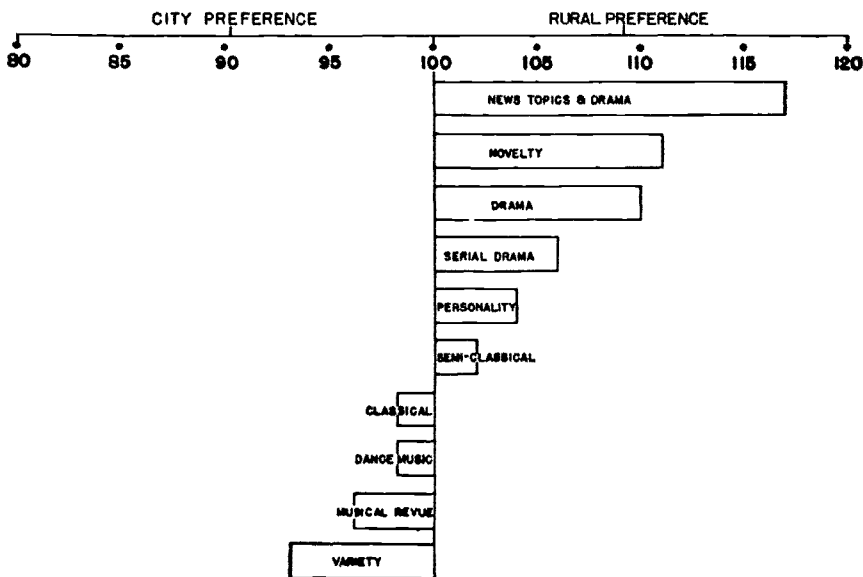 CITY PREFERENCE RURAL PREFERENCE
80 85 90 95 100 105 110 115 120
NEWS TOPICS & DRAMA
NOVELTY
DRAMA
SERIAL DRAMA
PERSONALITY
SEMI-CLASSICAL
CLASSICAL
DANCE MUSIC
MUSICAL REVUE
VARIETY